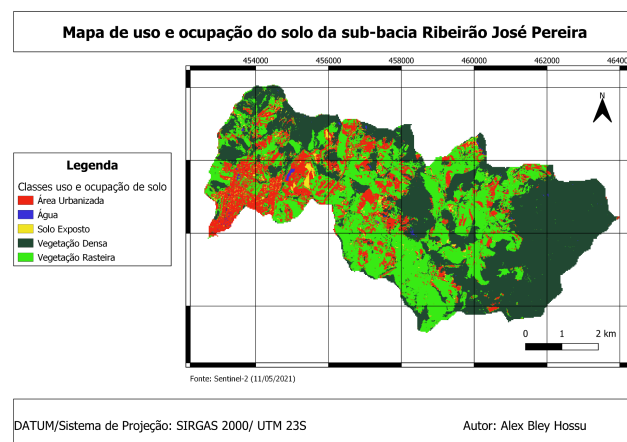 Mapa de uso e ocupação do solo da sub-bacia Ribeirão José Pereira
454000 456000 458000 460000 462000 464000
N
Legenda
Classes uso e ocupação de solo
Área Urbanizada
Água
Solo Exposto
Vegetação Densa
Vegetação Rasteira
0 1 2 km
Fonte: Sentinel-2 (11/05/2021)
DATUM/Sistema de Projeção: SIRGAS 2000/ UTM 23S
Autor: Alex Bley Hossu